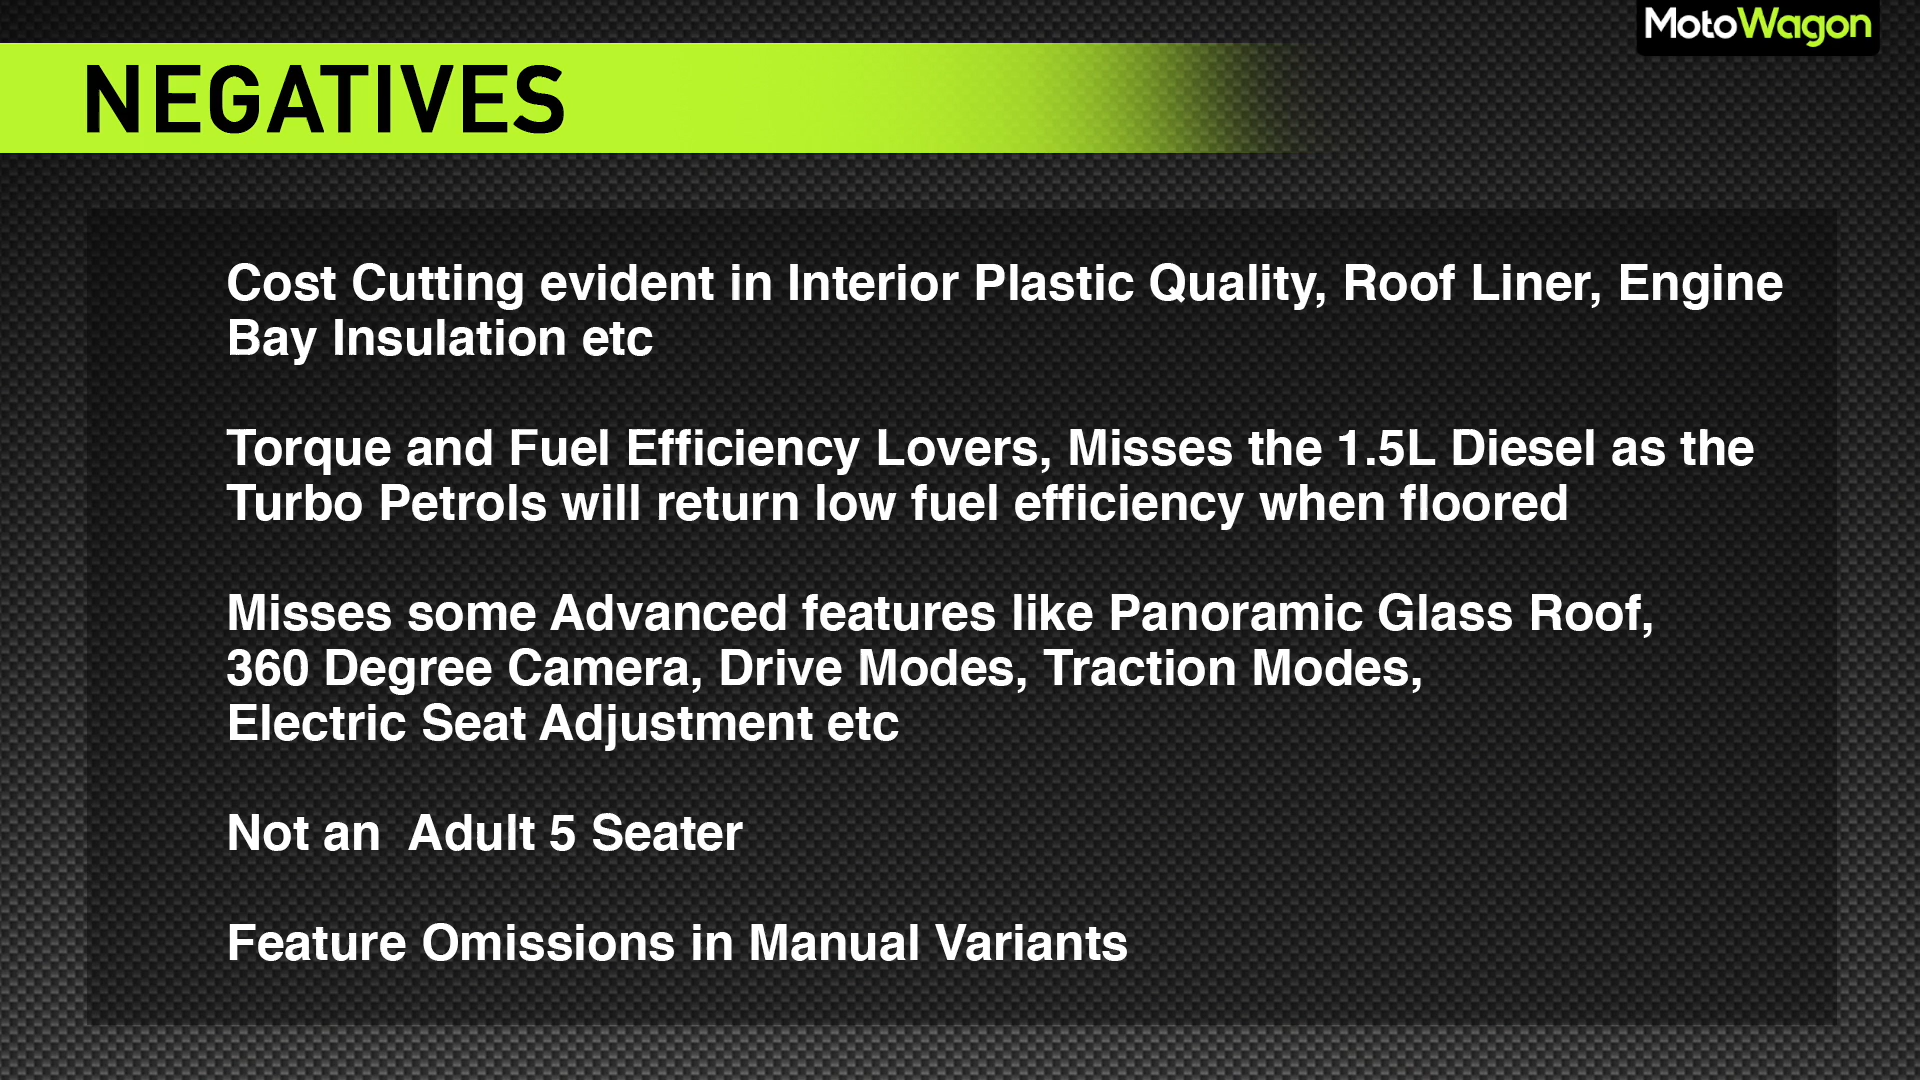 MotoWagon
NEGATIVES
Cost Cutting evident in Interior Plastic Quality, Roof Liner, Engine
Bay Insulation etc
Torque and Fuel Efficiency Lovers, Misses the 1.5L Diesel as the
Turbo Petrols will return low fuel efficiency when floored
Misses some Advanced features like Panoramic Glass Roof,
360 Degree Camera, Drive Modes, Traction Modes,
Electric Seat Adjustment etc
Not an  Adult 5 Seater
Feature Omissions in Manual Variants